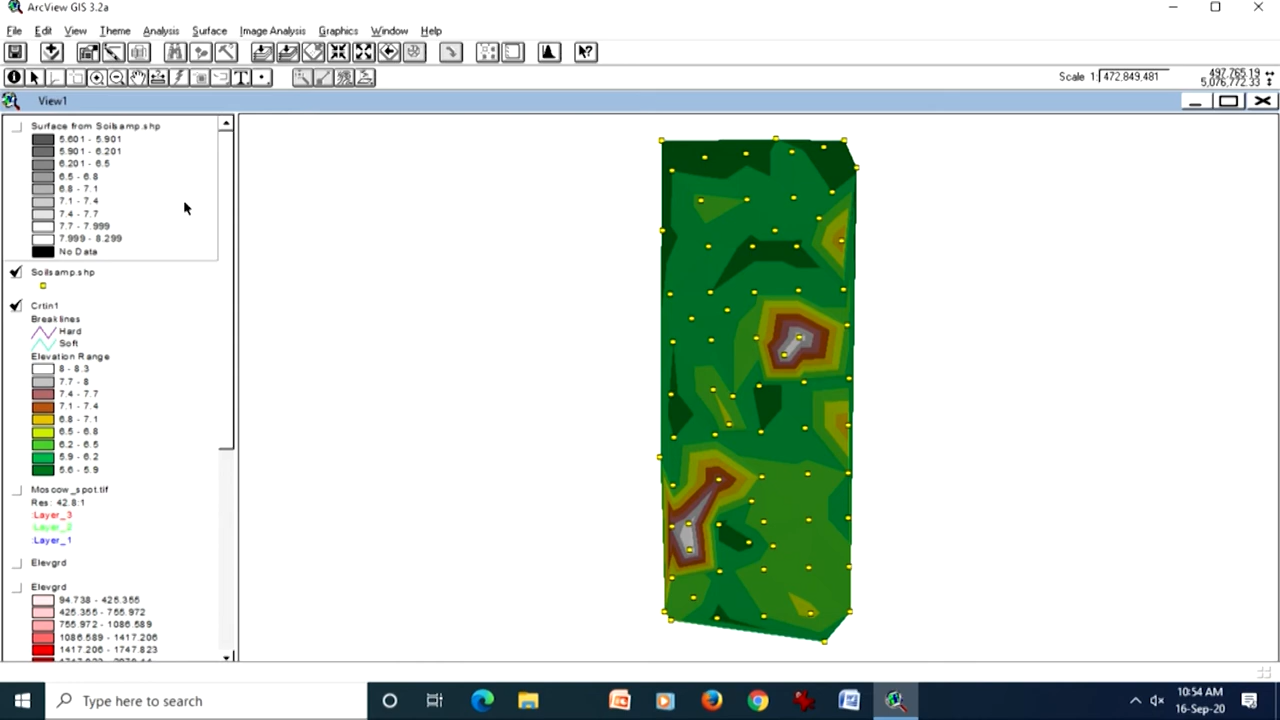 ArcView GIS 3.2a
File Edit View Theme Analysis Surface Image Analysis Graphics Window Help
Scale 1: 472,849,481
497,765.19
5,076,772.33
View1
Surface from Soilsamp.shp
5.601 - 5.901
5.901 - 6.201
6.201 - 6.5
6.5 - 6.8
6.8 - 7.1
7.1 - 7.4
7.4 - 7.7
7.7 - 7.999
7.999 - 8.299
No Data
Soilsamp.shp
Crtin1
Breaklines
Hard
Soft
Elevation Range
8 - 8.3
7.7 - 8
7.4 - 7.7
7.1 - 7.4
6.8 - 7.1
6.5 - 6.8
6.2 - 6.5
5.9 - 6.2
5.6 - 5.9
Moscow_spot.tif
Res: 42.8:1
:Layer_3
:Layer_2
:Layer_1
Elevgrd
Elevgrd
94.738 - 425.355
425.355 - 755.972
755.972 - 1086.589
1086.589 - 1417.206
1417.206 - 1747.823
Type here to search
10:54 AM
16-Sep-20